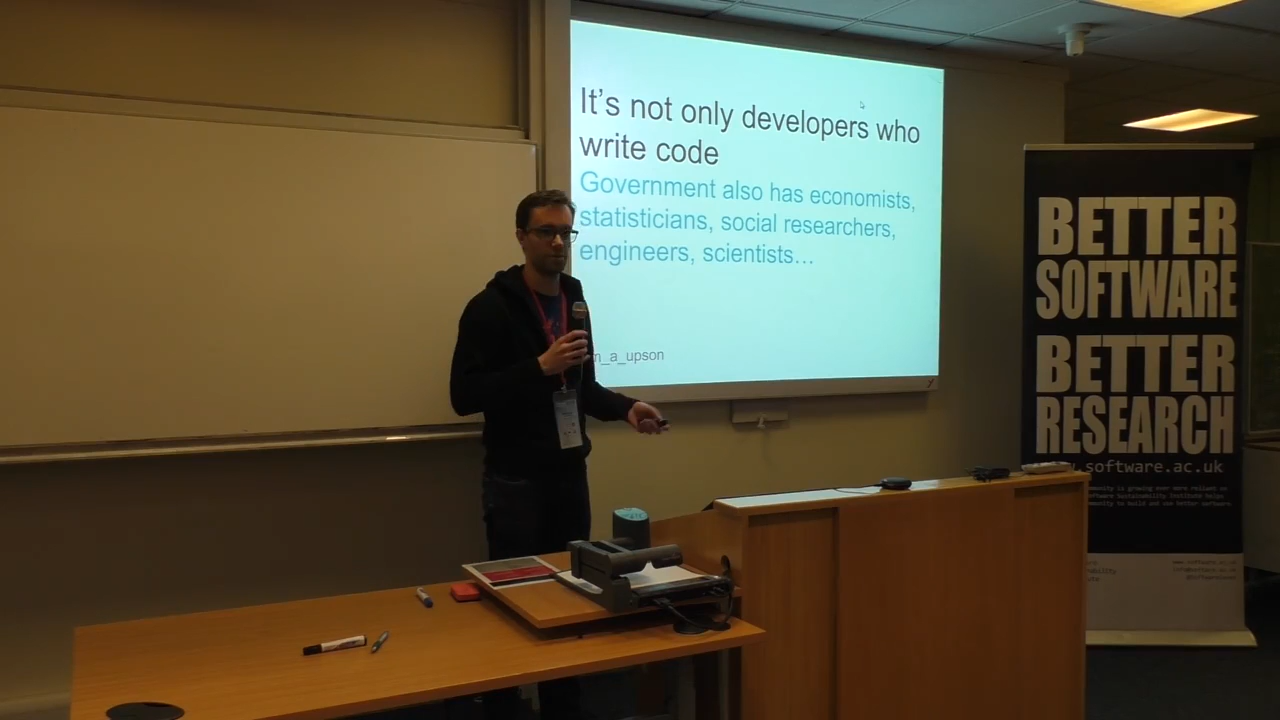 It's not only developers who
write code
Government also has economists,
statisticians, social researchers,
engineers, scientists...
m_a_upson
BETTER
SOFTWARE
BETTER
RESEARCH
.software.ac.uk